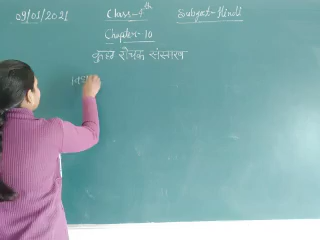 09/01/2021 Class-4th Subject-Hindi
Chapter-10
कुछ रोचक संस्मरण